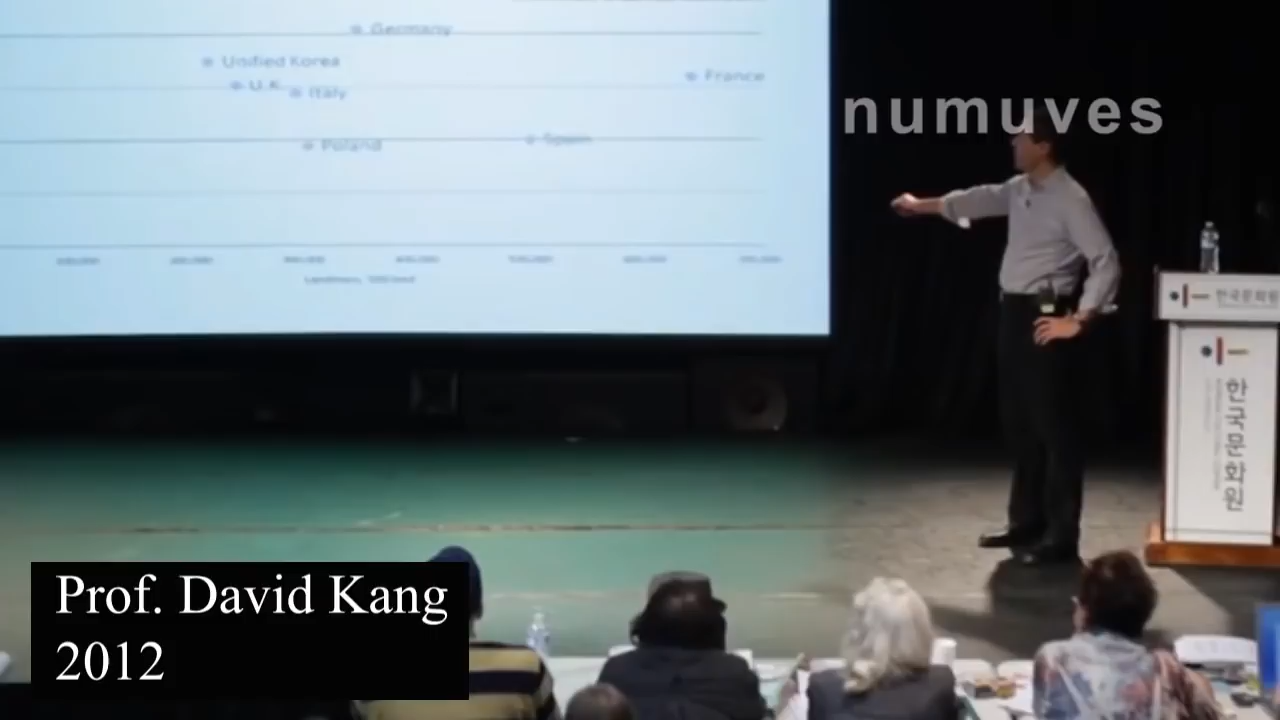 Germany
Unified Korea
France
U.K.
Italy
numuves
Poland
Spain
한국문화원
한국문화원
Prof. David Kang
2012